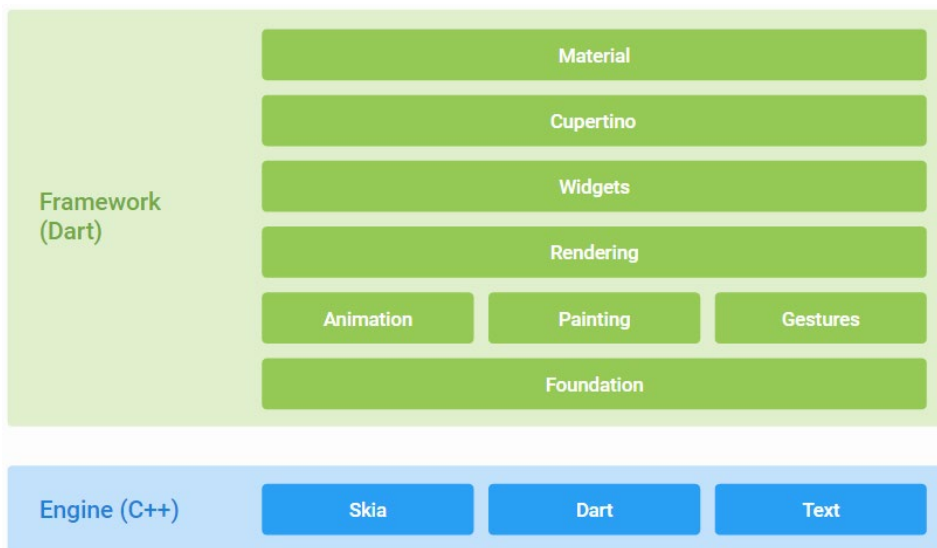 Material
Cupertino
Widgets
Framework
(Dart)
Rendering
Animation Painting Gestures
Foundation
Engine (C++) Skia Dart Text